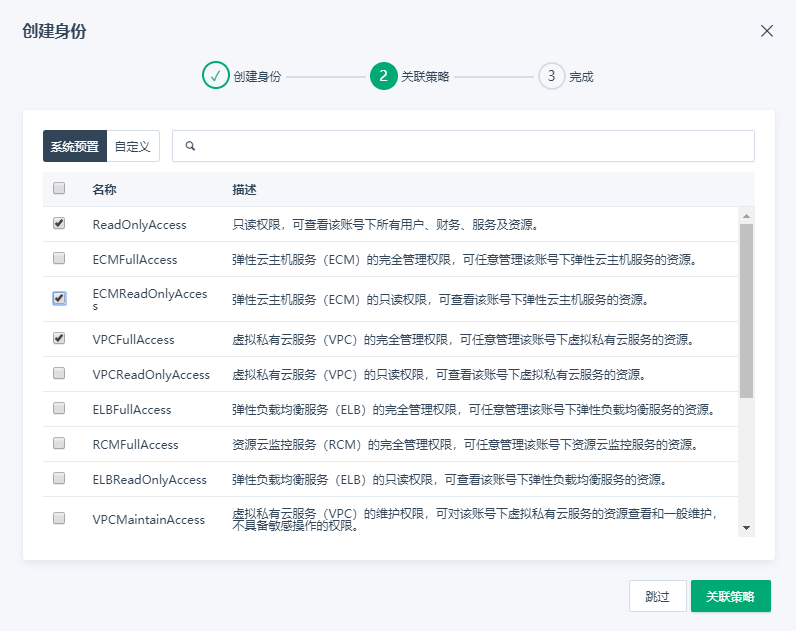 创建身份
创建身份
2 关联策略
3 完成
系统预置 自定义
名称 描述
ReadOnlyAccess 只读权限，可查看该账号下所有用户、财务、服务及资源。
ECMFullAccess 弹性云主机服务（ECM）的完全管理权限，可任意管理该账号下弹性云主机服务的资源。
ECMReadOnlyAcces
s
弹性云主机服务（ECM）的只读权限，可查看该账号下弹性云主机服务的资源。
VPCFullAccess 虚拟私有云服务（VPC）的完全管理权限，可任意管理该账号下虚拟私有云服务的资源。
VPCReadOnlyAccess 虚拟私有云服务（VPC）的只读权限，可查看该账号下虚拟私有云服务的资源。
ELBFullAccess 弹性负载均衡服务（ELB）的完全管理权限，可任意管理该账号下弹性负载均衡服务的资源。
RCMFullAccess 资源云监控服务（RCM）的完全管理权限，可任意管理该账号下资源云监控服务的资源。
ELBReadOnlyAccess 弹性负载均衡服务（ELB）的只读权限，可查看该账号下弹性负载均衡服务的资源。
VPCMaintainAccess 虚拟私有云服务（VPC）的维护权限，可对该账号下虚拟私有云服务的资源查看和一般维护，
不具备敏感操作的权限。
跳过 关联策略